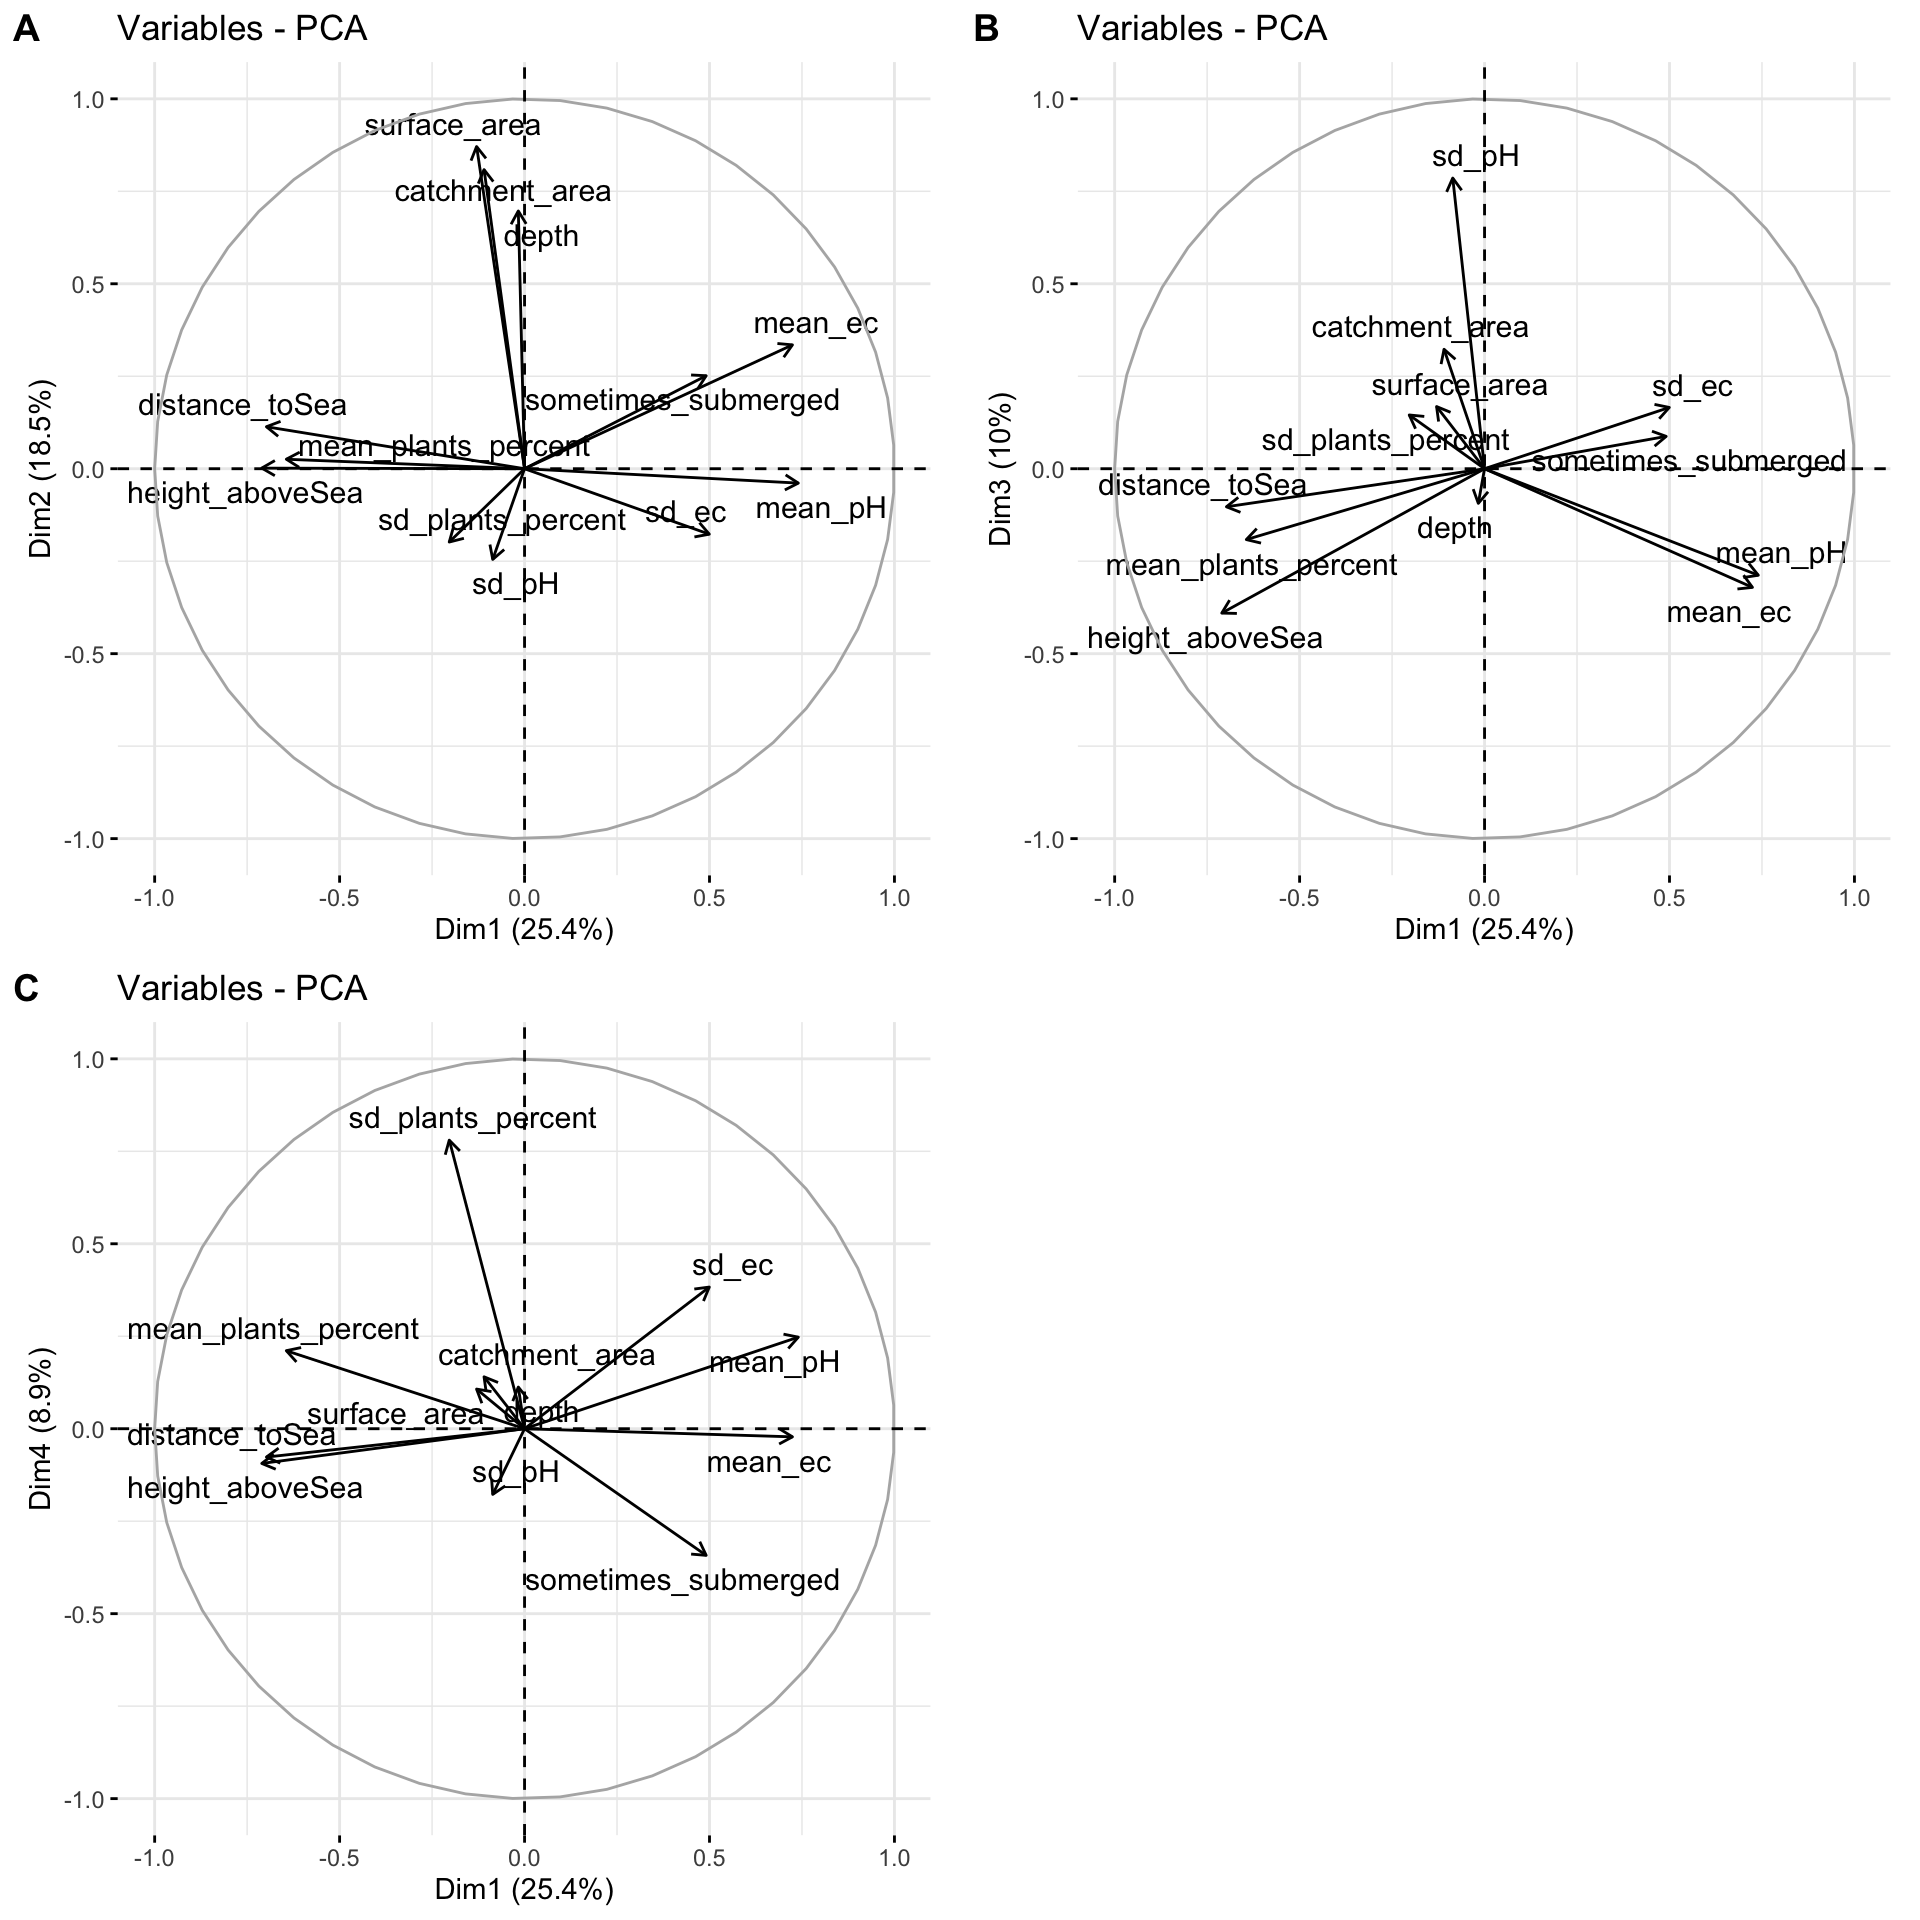 A
Variables - PCA
1.0
0.5
0.0
-0.5
-1.0
Dim2 (18.5%)
surface_area
catchment_area
depth
mean_ec
sometimes_submerged
distance_toSea
mean_plants_percent
height_aboveSea
sd_plants_percent
sd_ec
mean_pH
sd_pH
-1.0 -0.5 0.0 0.5 1.0
Dim1 (25.4%)
B
Variables - PCA
1.0
0.5
0.0
-0.5
-1.0
Dim3 (10%)
sd_pH
catchment_area
surface_area
sd_ec
sd_plants_percent
sometimes_submerged
distance_toSea
depth
mean_pH
mean_plants_percent
mean_ec
height_aboveSea
-1.0 -0.5 0.0 0.5 1.0
Dim1 (25.4%)
C
Variables - PCA
1.0
0.5
0.0
-0.5
-1.0
Dim4 (8.9%)
sd_plants_percent
sd_ec
mean_plants_percent
catchment_area
mean_pH
surface_area
depth
distance_toSea
mean_ec
sd_pH
height_aboveSea
sometimes_submerged
-1.0 -0.5 0.0 0.5 1.0
Dim1 (25.4%)